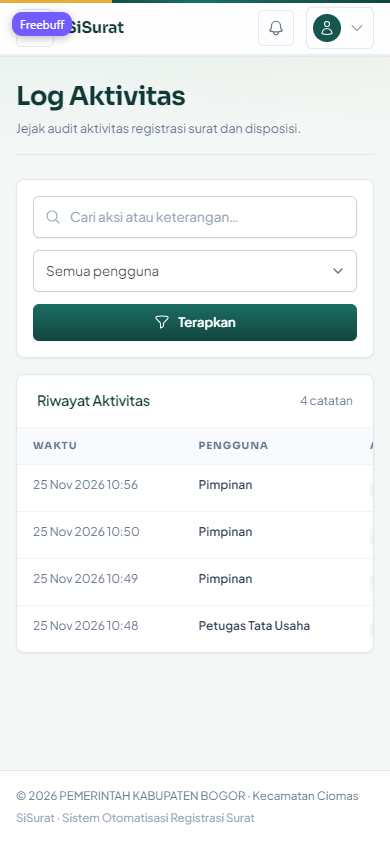 Freebuff
SiSurat
Log Aktivitas
Jejak audit aktivitas registrasi surat dan disposisi.
Cari aksi atau keterangan...
Semua pengguna
Terapkan
Riwayat Aktivitas 4 catatan
WAKTU PENGGUNA
25 Nov 2026 10:56 Pimpinan
25 Nov 2026 10:50 Pimpinan
25 Nov 2026 10:49 Pimpinan
25 Nov 2026 10:48 Petugas Tata Usaha
© 2026 PEMERINTAH KABUPATEN BOGOR · Kecamatan Ciomas
SiSurat · Sistem Otomatisasi Registrasi Surat